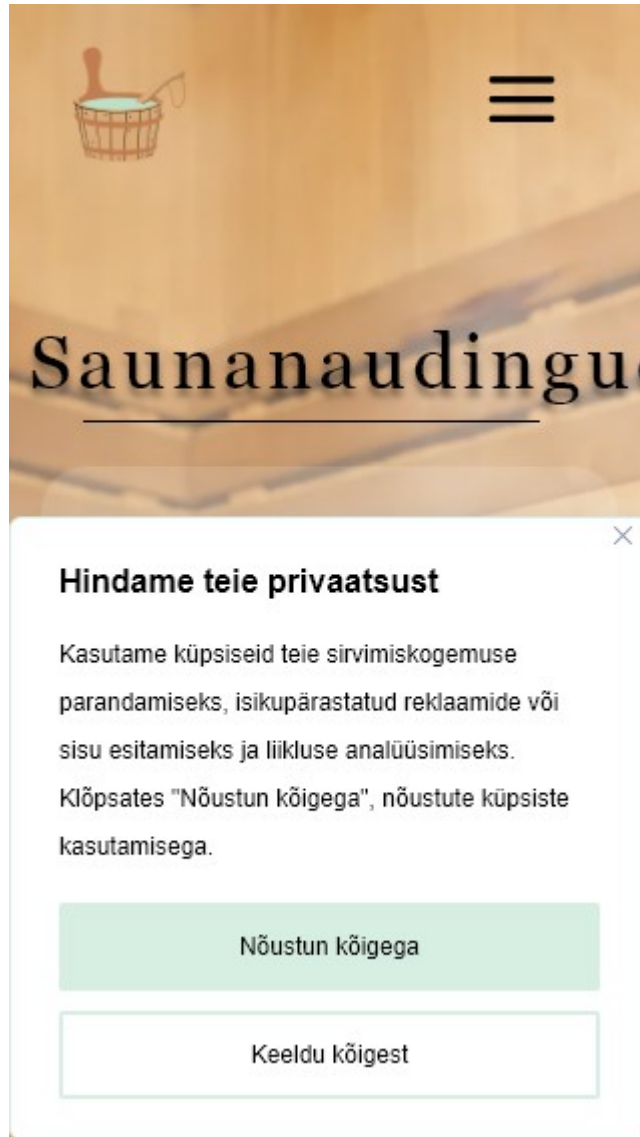 Saunanaudingu
Hindame teie privaatsust
Kasutame küpsiseid teie sirvimiskogemuse
parandamiseks, isikupärastatud reklaamide või
sisu esitamiseks ja liikluse analüüsimiseks.
Klõpsates "Nõustun kõigega", nõustute küpsiste
kasutamisega.
Nõustun kõigega
Keeldu kõigest